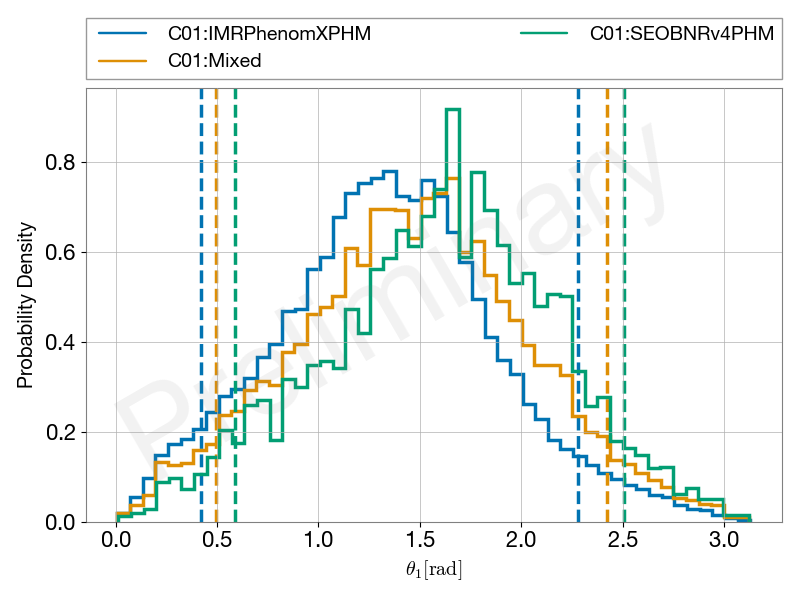 C01:IMRPhenomXPHM
C01:SEOBNRv4PHM
C01:Mixed
Preliminary
Probability Density
0.8
0.6
0.4
0.2
0.0
0.0 0.5 1.0 1.5 2.0 2.5 3.0
θ₁[rad]